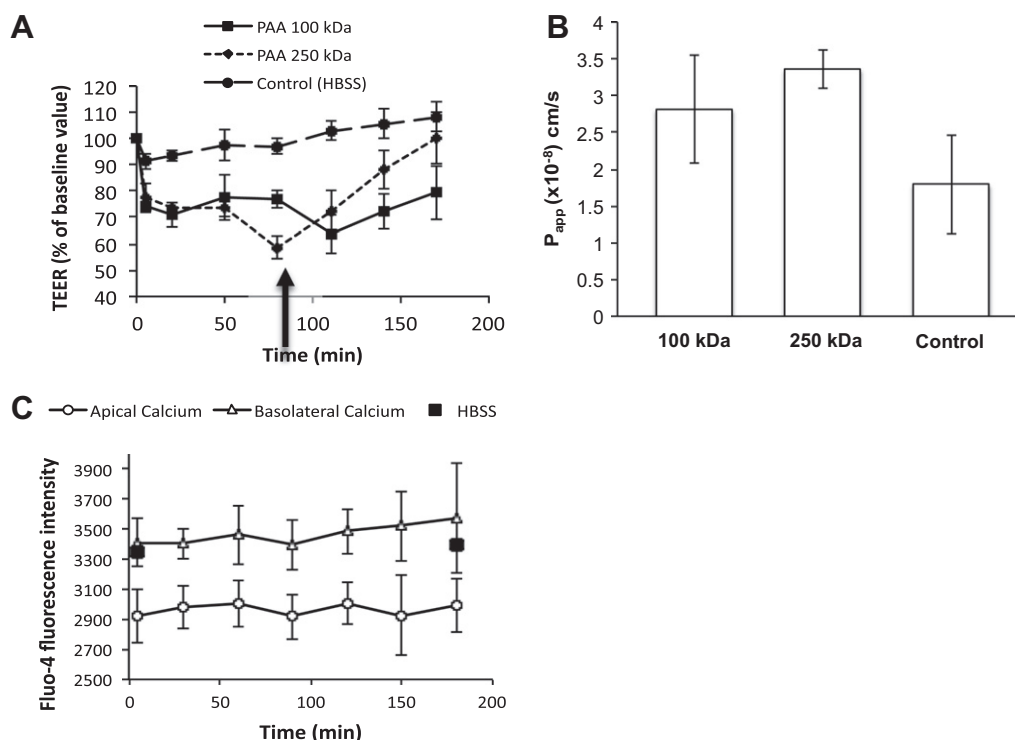 A
PAA 100 kDa
PAA 250 kDa
Control (HBSS)
TEER (% of baseline value)
120
110
100
90
80
70
60
50
40
0 50 100 150 200
Time (min)
B
P_app (x10⁻⁸) cm/s
4
3.5
3
2.5
2
1.5
1
0.5
0
100 kDa 250 kDa Control
C
Apical Calcium Basolateral Calcium HBSS
Fluo-4 fluorescence intensity
3900
3700
3500
3300
3100
2900
2700
2500
0 50 100 150 200
Time (min)